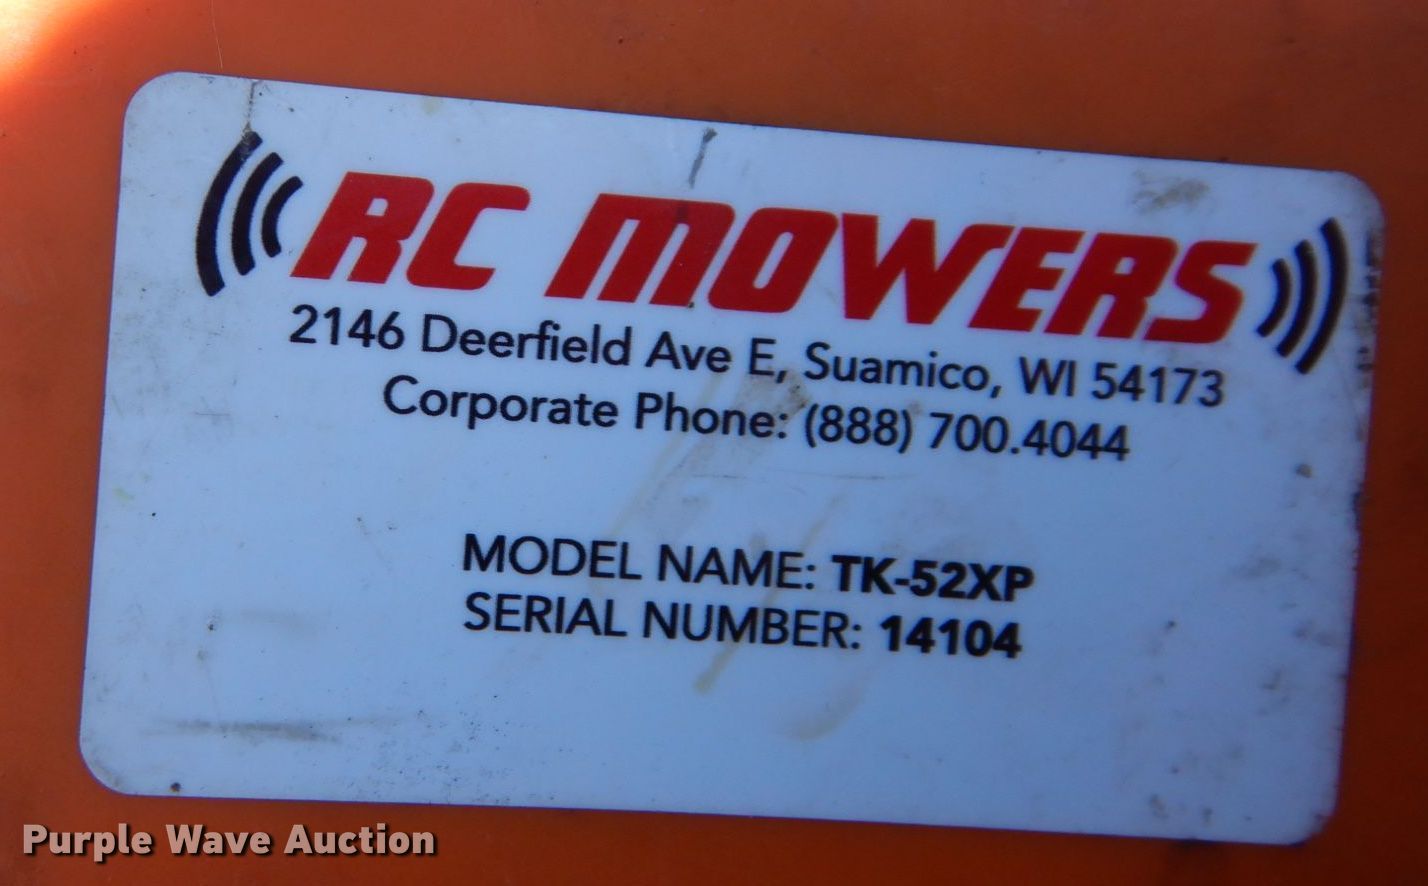 RC MOWERS
2146 Deerfield Ave E, Suamico, WI 54173
Corporate Phone: (888) 700.4044
MODEL NAME: TK-52XP
SERIAL NUMBER: 14104
Purple Wave Auction